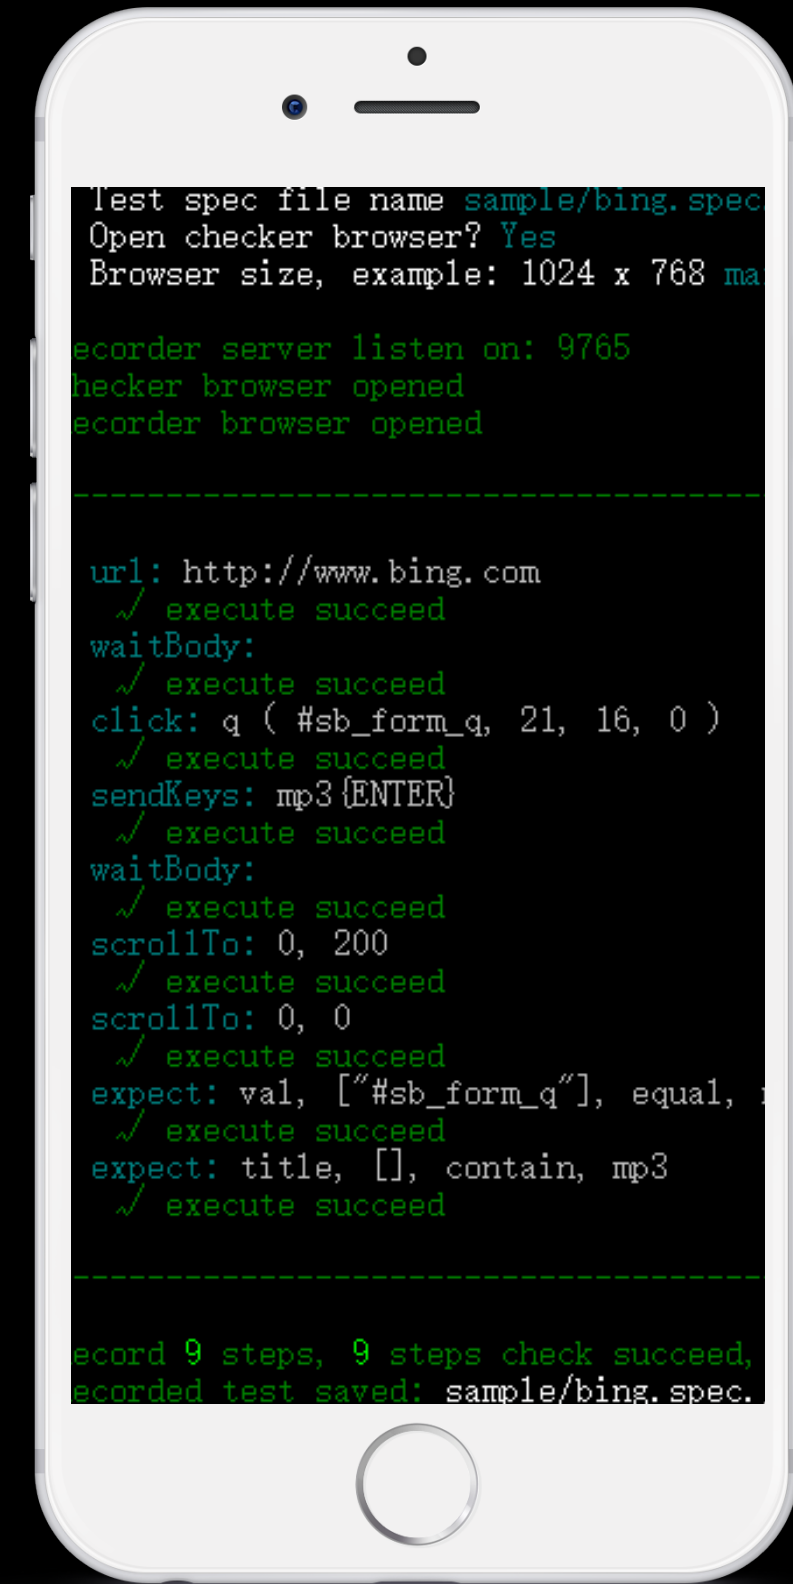 Test spec file name sample/bing.spec.
Open checker browser? Yes
Browser size, example: 1024 x 768 ma
ecorder server listen on: 9765
hecker browser opened
ecorder browser opened
--------------------------------------
url: http://www.bing.com
√ execute succeed
waitBody:
√ execute succeed
click: q ( #sb_form_q, 21, 16, 0 )
√ execute succeed
sendKeys: mp3{ENTER}
√ execute succeed
waitBody:
√ execute succeed
scrollTo: 0, 200
√ execute succeed
scrollTo: 0, 0
√ execute succeed
expect: val, ["#sb_form_q"], equal,
√ execute succeed
expect: title, [], contain, mp3
√ execute succeed
--------------------------------------
ecord 9 steps, 9 steps check succeed,
ecorded test saved: sample/bing.spec.